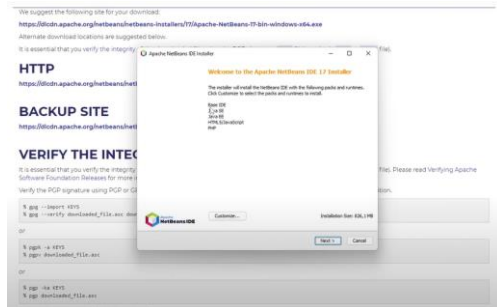 We suggest the following site for your download:
https://dlcdn.apache.org/netbeans/netbeans-installers/17/Apache-NetBeans-17-bin-windows-x64.exe
Alternate download locations are suggested below.
It is essential that you verify the integrity
file).
Apache NetBeans IDE Installer
Welcome to the Apache NetBeans IDE 17 Installer
The installer will install the NetBeans IDE with the following packs and runtimes.
Click Customize to select the packs and runtimes to install.
Base IDE
Java SE
Java EE
HTML5/JavaScript
PHP
APACHE
NetBeans IDE
Customize...
Installation Size:
Next >
Cancel
HTTP
https://dlcdn.apache.org/netbeans/net
BACKUP SITE
https://dlcdn.apache.org/netbeans/net
VERIFY THE INTEG
It is essential that you verify the integrity
file). Please read Verifying Apache
Software Foundation Releases for more
Verify the PGP signature using PGP or G
% gpg --import KEYS
% gpg --verify downloaded_file.asc
or
% pgpk -a KEYS
% pgpv downloaded_file.asc
or
% pgp -ka KEYS
% pgp downloaded_file.asc